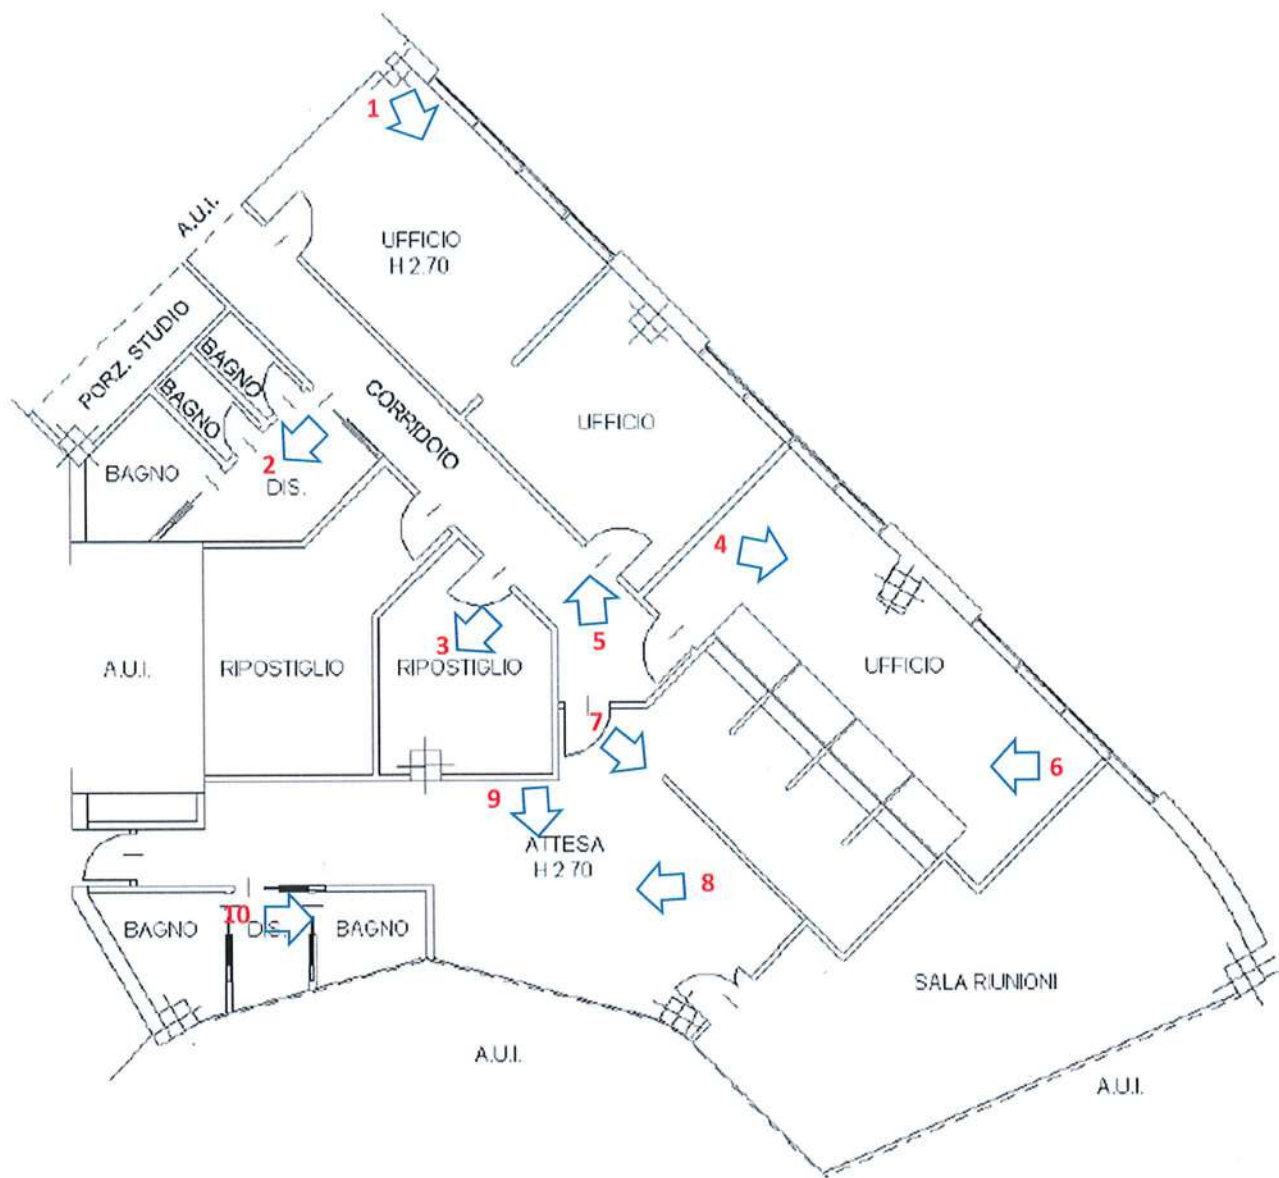 1
A.U.I.
UFFICIO
H 2.70
PORZ. STUDIO
BAGNO
BAGNO
CORRIDOIO
UFFICIO
BAGNO
2
DIS.
4
3
5
A.U.I.
RIPOSTIGLIO
RIPOSTIGLIO
UFFICIO
7
6
9
ATTESA
H 2.70
8
10
BAGNO
DIS.
BAGNO
SALA RIUNIONI
A.U.I.
A.U.I.